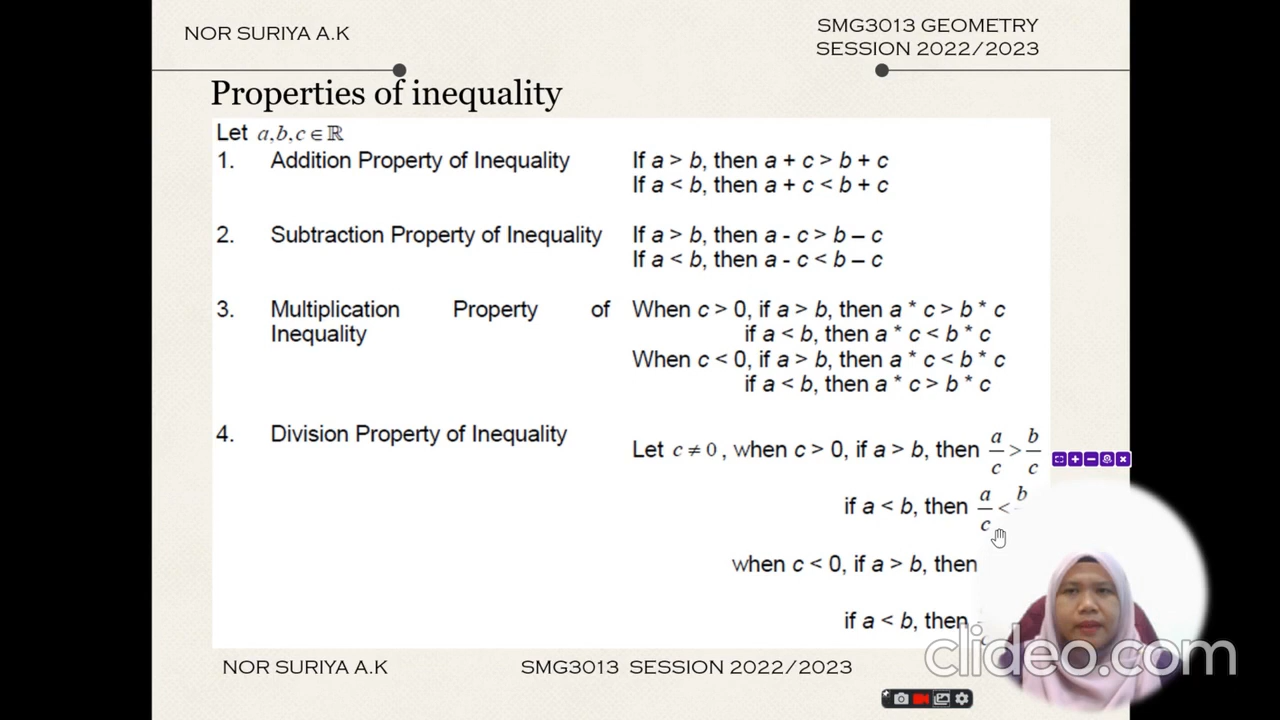 NOR SURIYA A.K
SMG3013 GEOMETRY
SESSION 2022/2023
Properties of inequality
Let a,b,c ∈ ℝ
1. Addition Property of Inequality If a > b, then a + c > b + c
If a < b, then a + c < b + c
2. Subtraction Property of Inequality If a > b, then a - c > b – c
If a < b, then a - c < b – c
3. Multiplication Property of When c > 0, if a > b, then a * c > b * c
Inequality if a < b, then a * c < b * c
When c < 0, if a > b, then a * c < b * c
if a < b, then a * c > b * c
4. Division Property of Inequality
Let c ≠ 0 , when c > 0, if a > b, then a/c > b/c
if a < b, then a/c < b
when c < 0, if a > b, then
if a < b, then
clideo.com
NOR SURIYA A.K SMG3013 SESSION 2022/2023